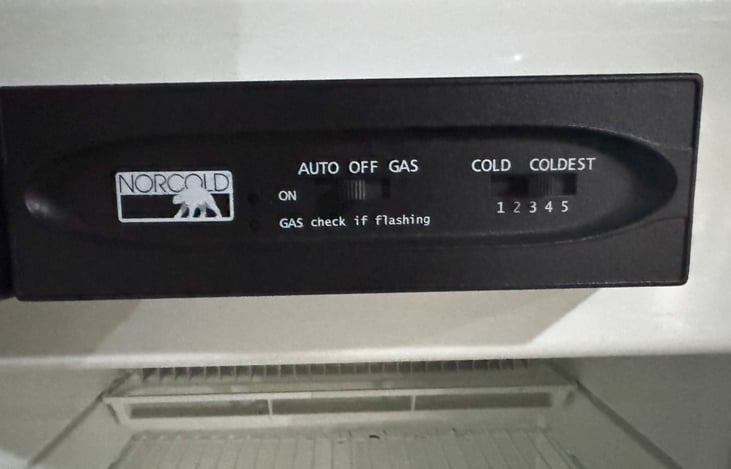 NORCOLD
AUTO OFF GAS
ON
GAS check if flashing
COLD COLDEST
1 2 3 4 5